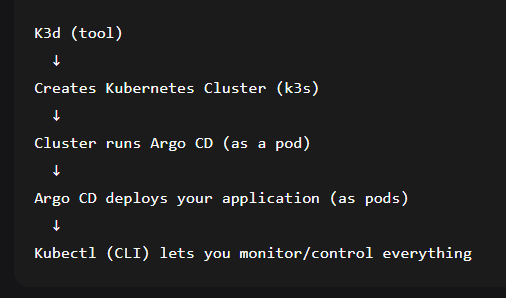 K3d (tool)
↓
Creates Kubernetes Cluster (k3s)
↓
Cluster runs Argo CD (as a pod)
↓
Argo CD deploys your application (as pods)
↓
Kubectl (CLI) lets you monitor/control everything